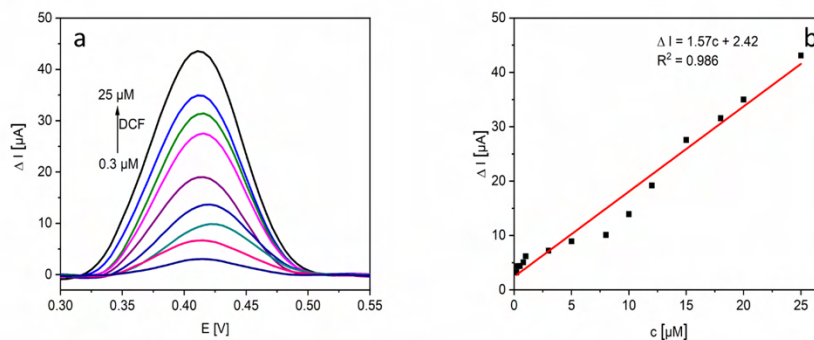 a
50
40
30
20
10
0
Δ I [µA]
25 µM
DCF
0.3 µM
0.30
0.35
0.40
0.45
0.50
0.55
E [V]
b
Δ I = 1.57c + 2.42
R² = 0.986
50
40
30
20
10
0
Δ I [µA]
0
5
10
15
20
25
c [µM]